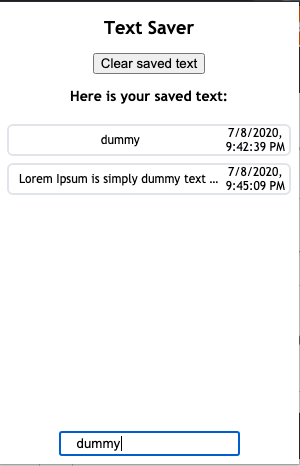 Text Saver
Clear saved text
Here is your saved text:
dummy
7/8/2020,
9:42:39 PM
Lorem Ipsum is simply dummy text ...
7/8/2020,
9:45:09 PM
dummy